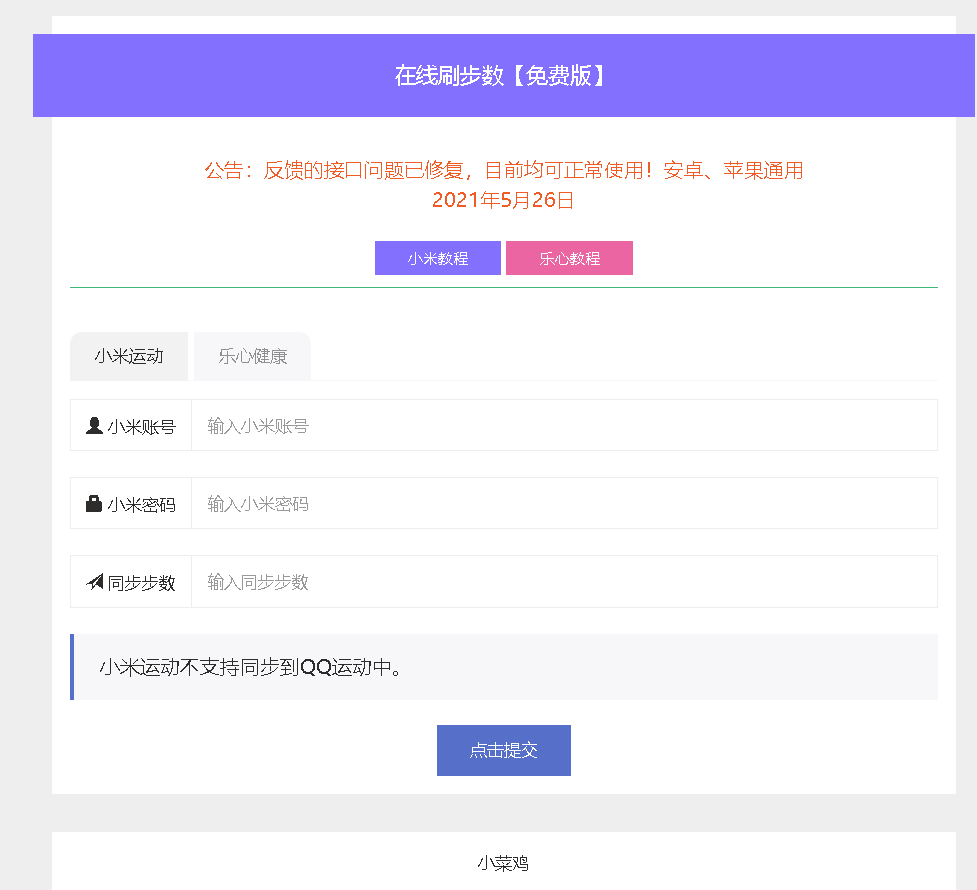 在线刷步数【免费版】
公告：反馈的接口问题已修复，目前均可正常使用！安卓、苹果通用
2021年5月26日
小米教程 乐心教程
小米运动 乐心健康
小米账号 输入小米账号
小米密码 输入小米密码
同步步数 输入同步步数
小米运动不支持同步到QQ运动中。
点击提交
小菜鸡